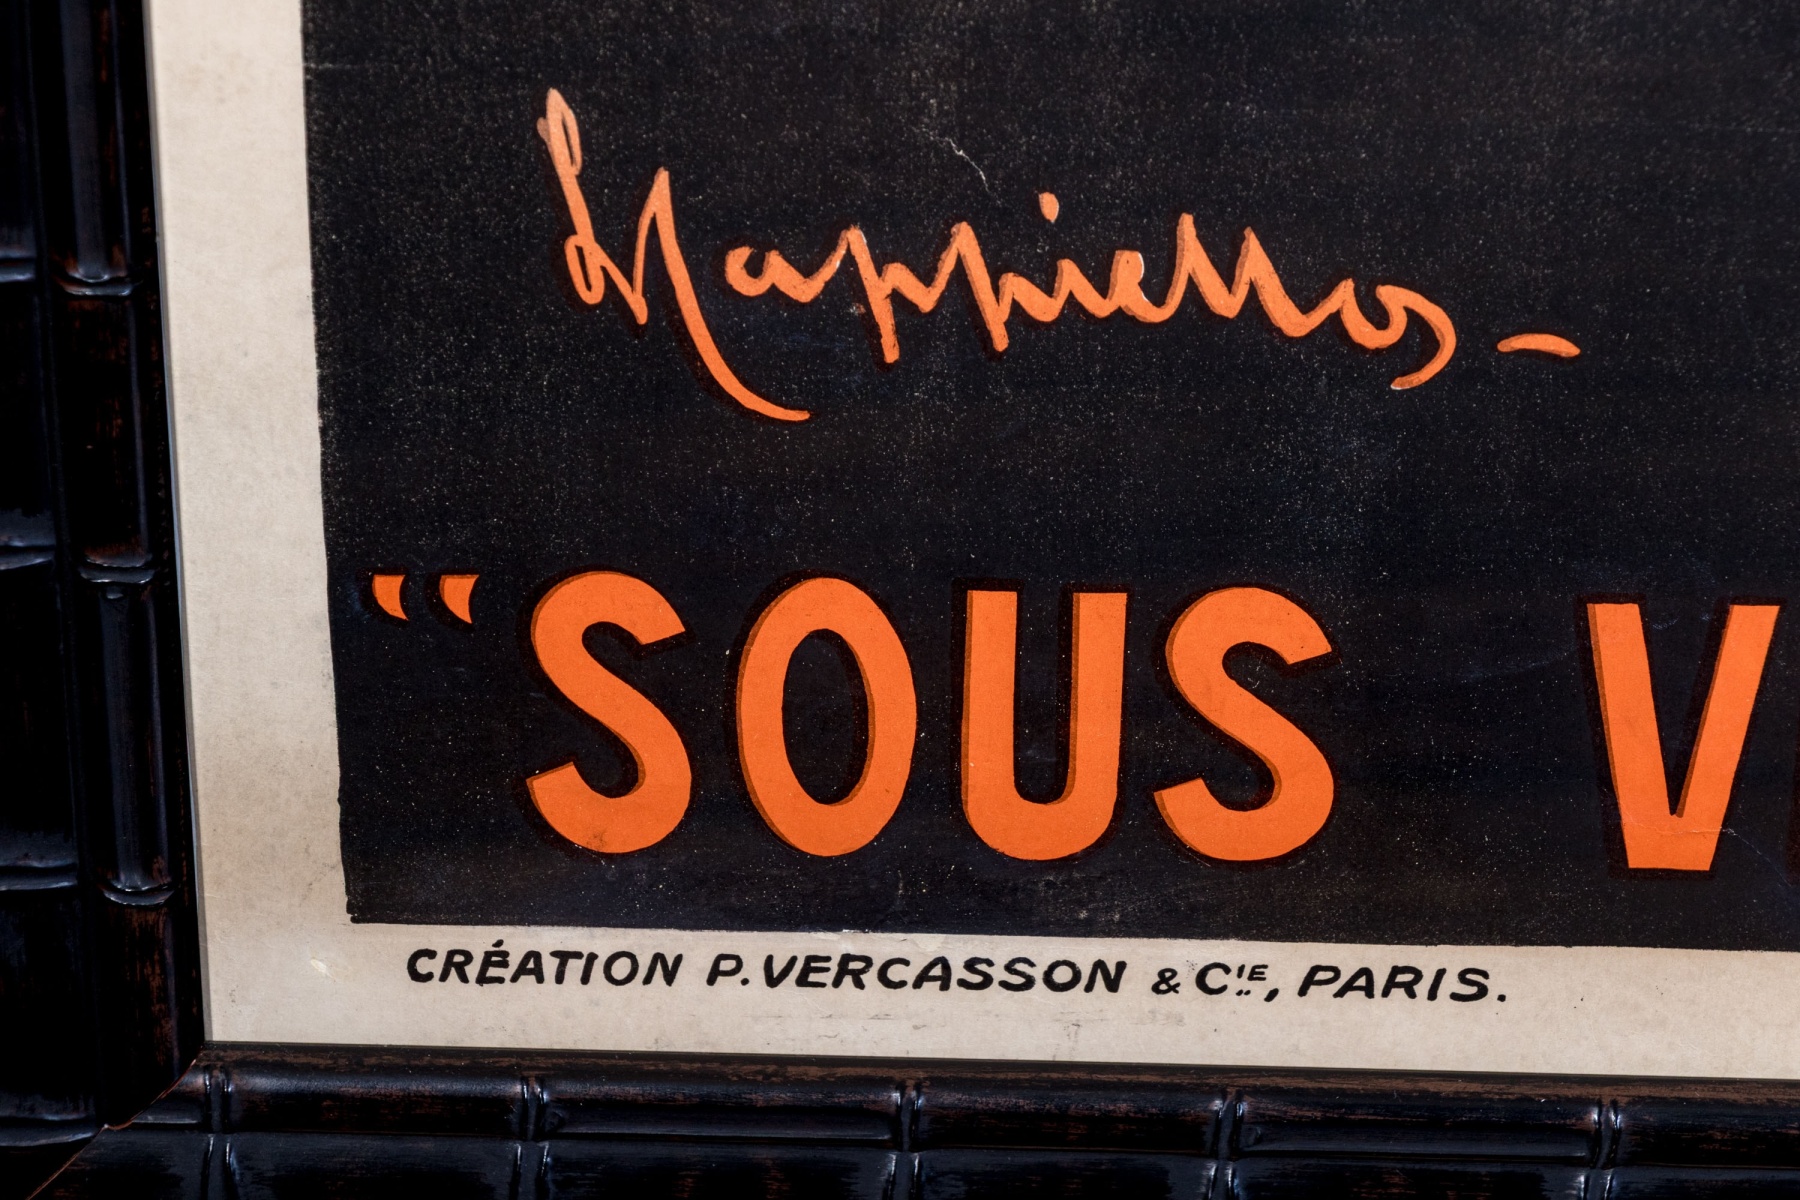 L Cappiello -
“SOUS V
CRÉATION P. VERCASSON & Cie, PARIS.